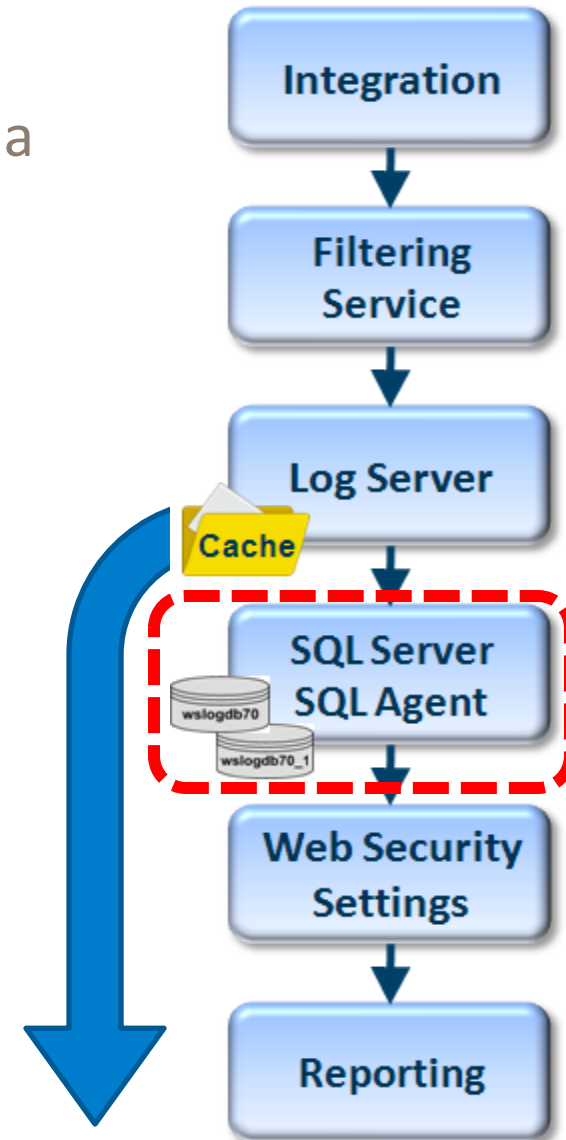 Integration
a
Filtering
Service
Log Server
Cache
SQL Server
SQL Agent
wslogdb70
wslogdb70_1
Web Security
Settings
Reporting